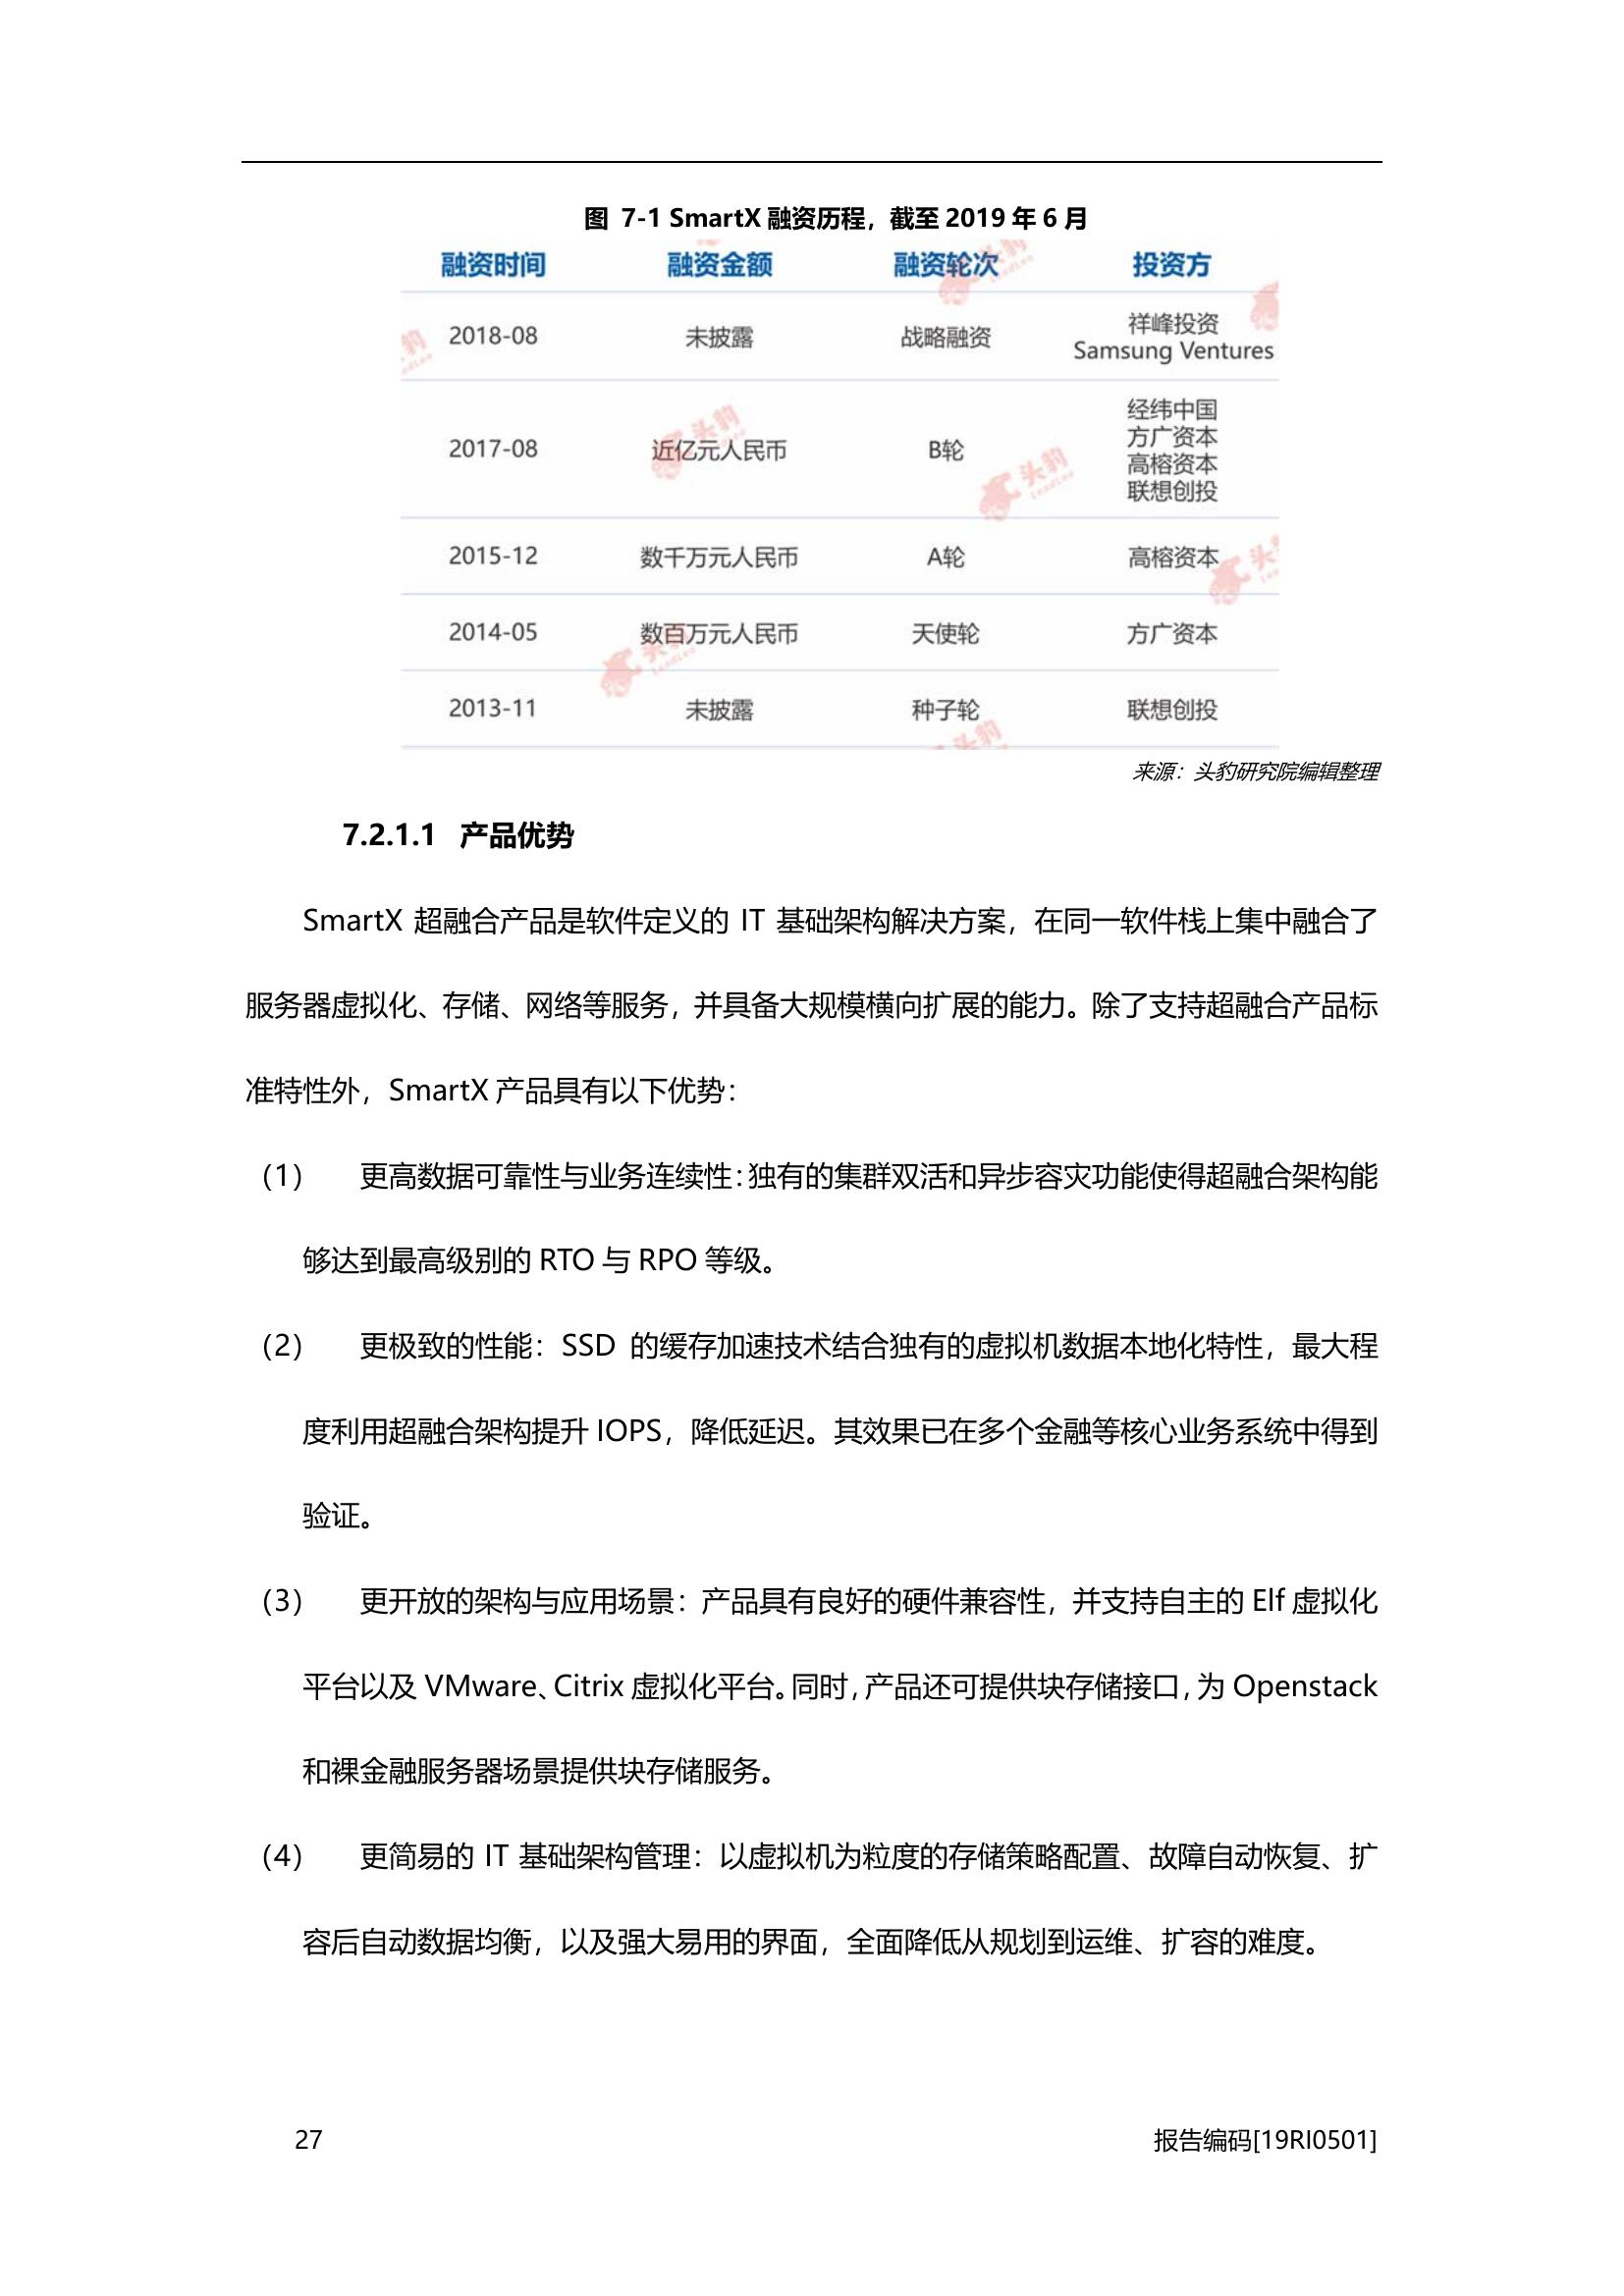 图 7-1 SmartX 融资历程，截至 2019 年 6 月
融资时间 融资金额 融资轮次 投资方
2018-08 未披露 战略融资 祥峰投资
Samsung Ventures
2017-08 近亿元人民币 B轮 经纬中国
方广资本
高榕资本
联想创投
2015-12 数千万元人民币 A轮 高榕资本
2014-05 数百万元人民币 天使轮 方广资本
2013-11 未披露 种子轮 联想创投
来源：头豹研究院编辑整理
7.2.1.1 产品优势
SmartX 超融合产品是软件定义的 IT 基础架构解决方案，在同一软件栈上集中融合了
服务器虚拟化、存储、网络等服务，并具备大规模横向扩展的能力。除了支持超融合产品标
准特性外，SmartX 产品具有以下优势：
（1） 更高数据可靠性与业务连续性：独有的集群双活和异步容灾功能使得超融合架构能
够达到最高级别的 RTO 与 RPO 等级。
（2） 更极致的性能：SSD 的缓存加速技术结合独有的虚拟机数据本地化特性，最大程
度利用超融合架构提升 IOPS，降低延迟。其效果已在多个金融等核心业务系统中得到
验证。
（3） 更开放的架构与应用场景：产品具有良好的硬件兼容性，并支持自主的 Elf 虚拟化
平台以及 VMware、Citrix 虚拟化平台。同时，产品还可提供块存储接口，为 Openstack
和裸金融服务器场景提供块存储服务。
（4） 更简易的 IT 基础架构管理：以虚拟机为粒度的存储策略配置、故障自动恢复、扩
容后自动数据均衡，以及强大易用的界面，全面降低从规划到运维、扩容的难度。
27 报告编码[19RI0501]